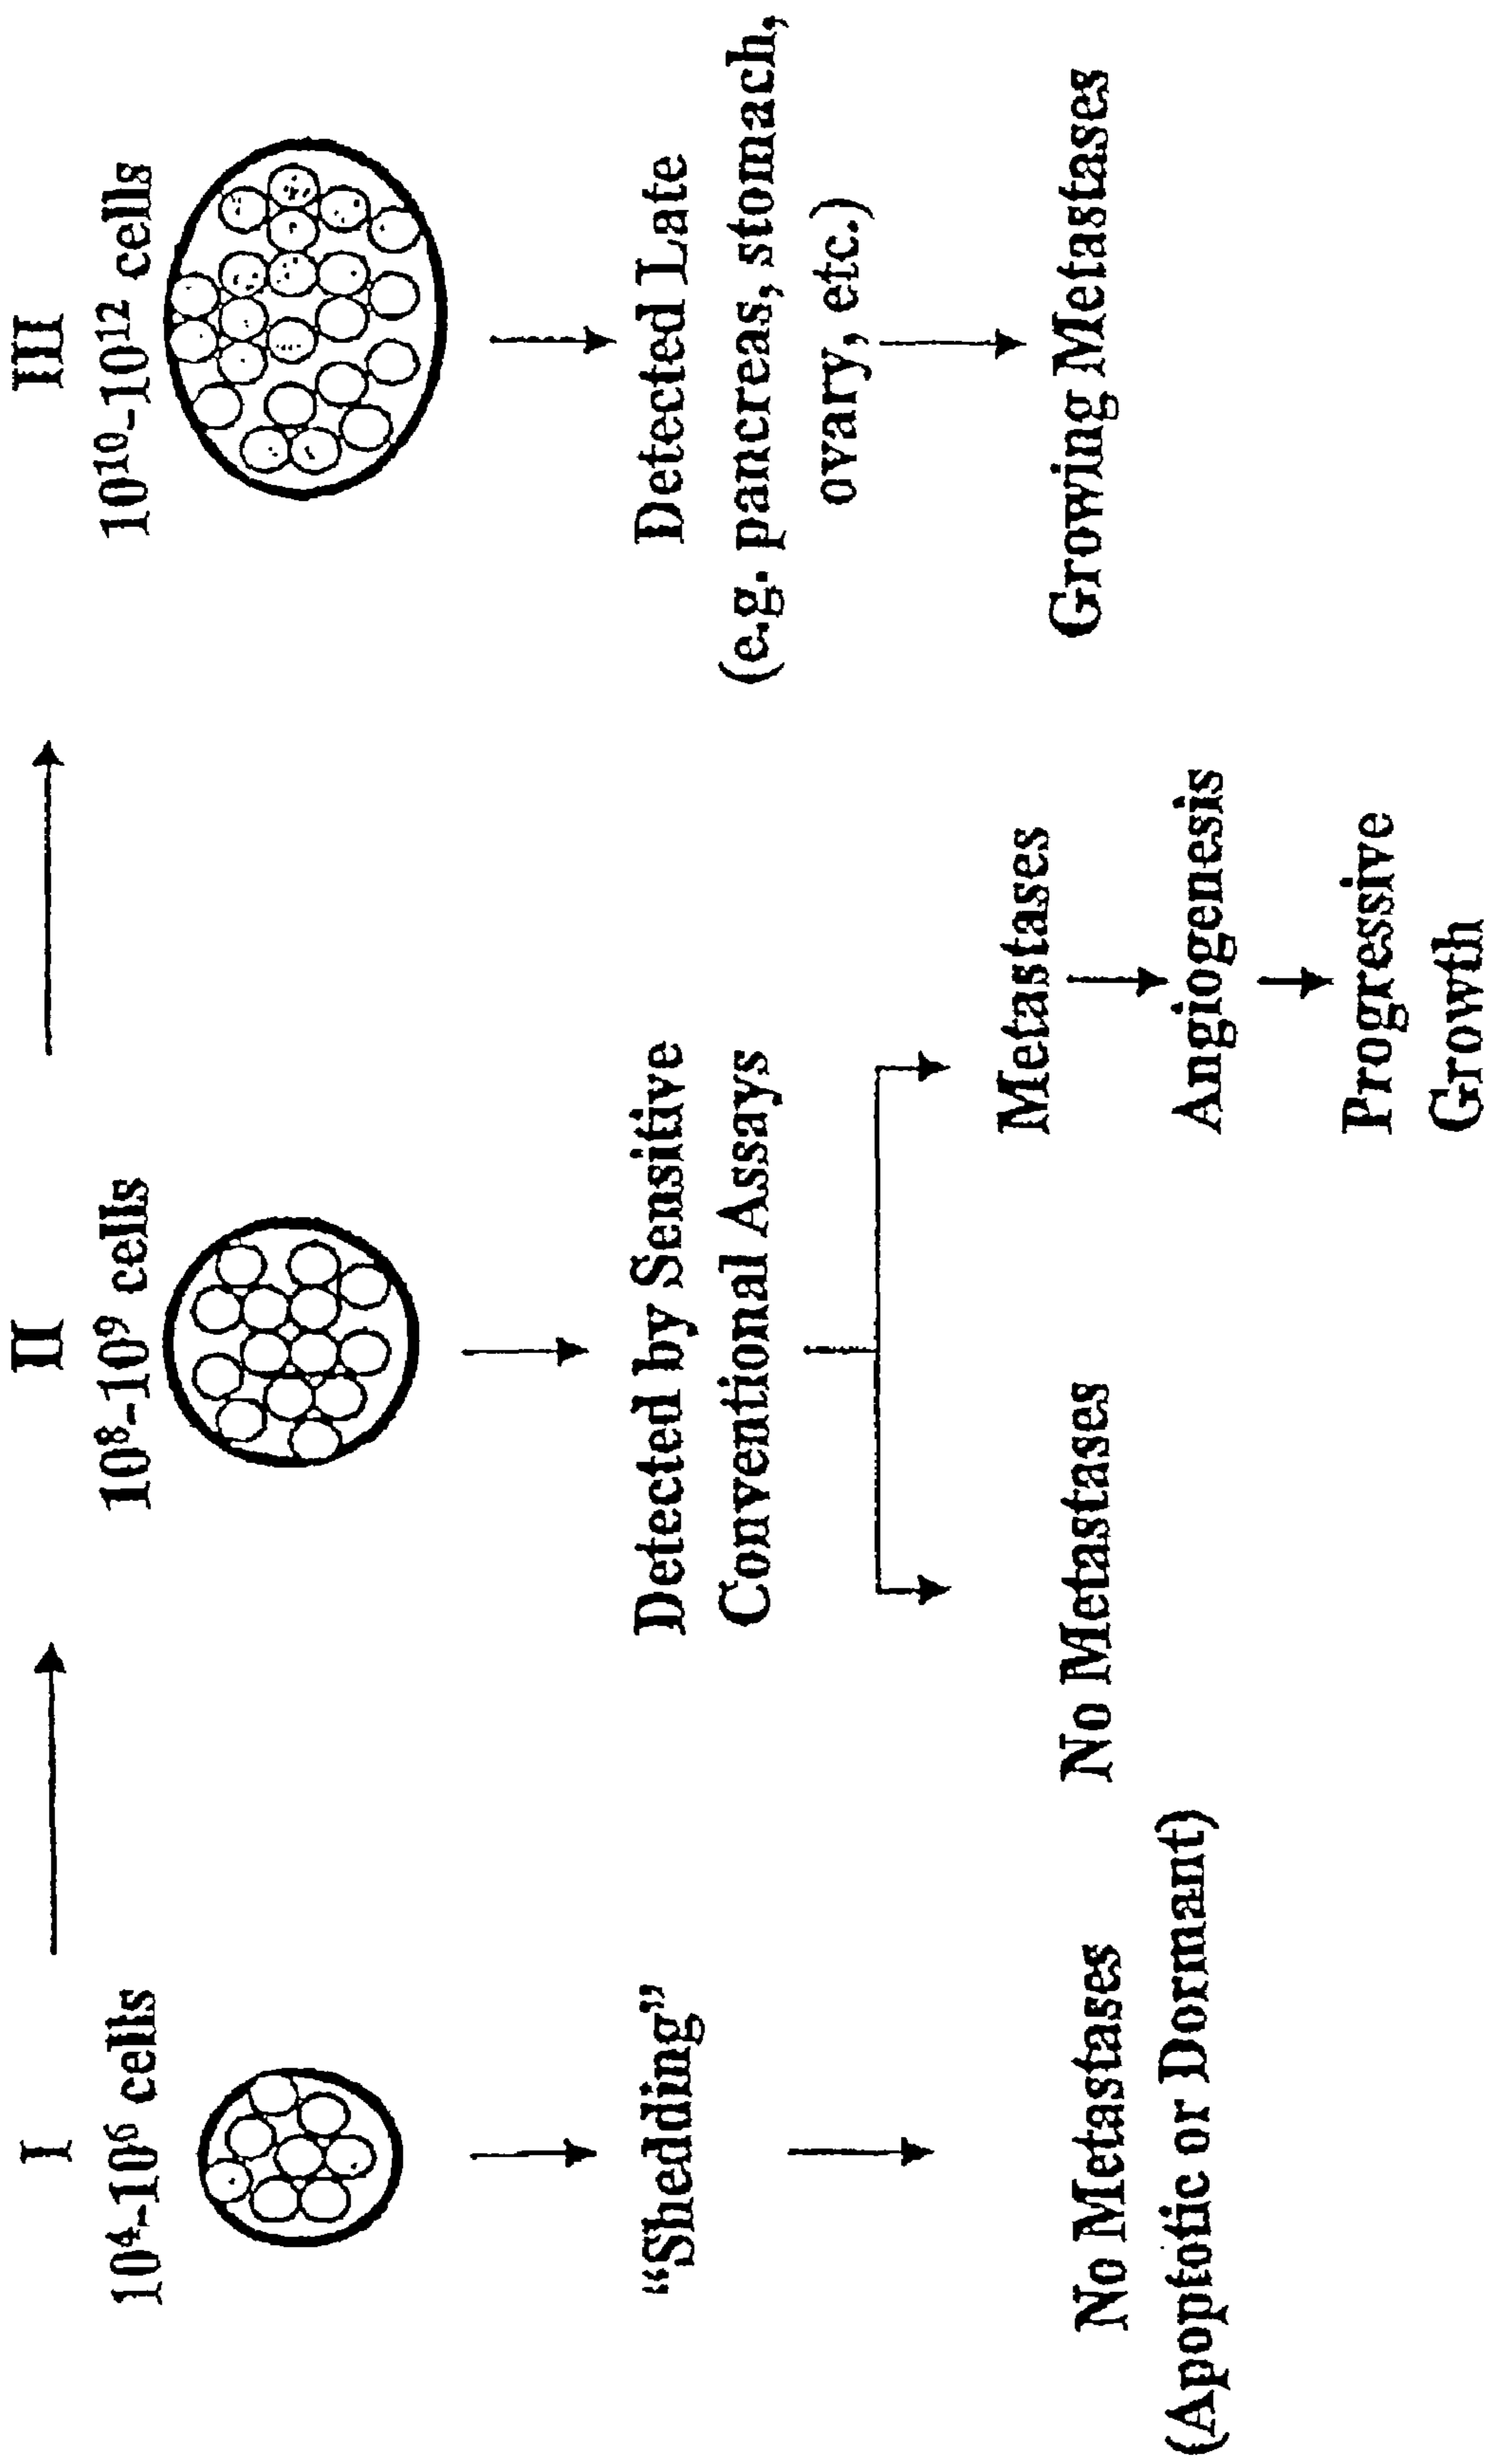 I
10⁴-10⁶ cells
“Shedding”
No Metastases
(Apoptotic or Dormant)
II
10⁸-10⁹ cells
Detected by Sensitive
Conventional Assays
No Metastases
Metastases
Angiogenesis
Progressive
Growth
III
10¹⁰-10¹² cells
Detected Late
(e.g. pancreas, stomach,
ovary, etc.)
Growing Metastases